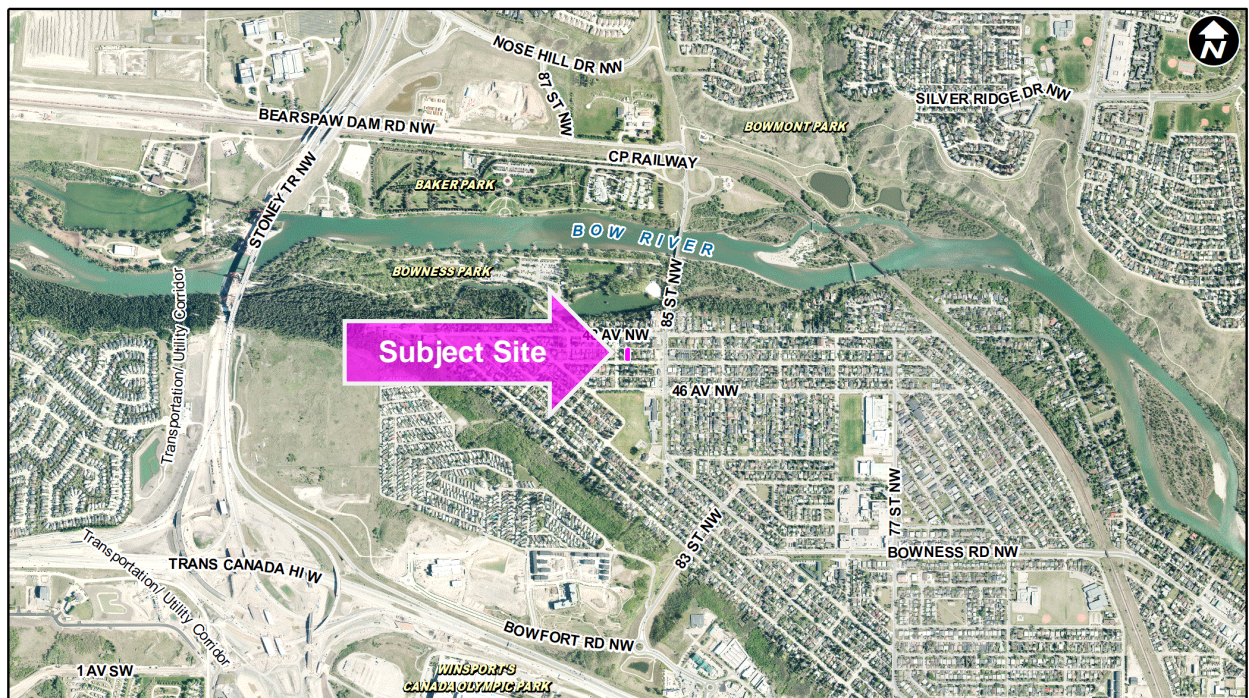 NOSE HILL DR NW
87 ST NW
N
SILVER RIDGE DR NW
BEARSPAW DAM RD NW
BOWMONT PARK
CP RAILWAY
STONEY TR NW
BAKER PARK
BOW RIVER
BOWNESS PARK
85 ST NW
Transportation/ Utility Corridor
AV NW
Subject Site
46 AV NW
77 ST NW
83 ST NW
BOWNESS RD NW
Transportation/ Utility Corridor
TRANS CANADA HI W
BOWFORT RD NW
1 AV SW
WINSPORT'S
CANADA OLYMPIC PARK